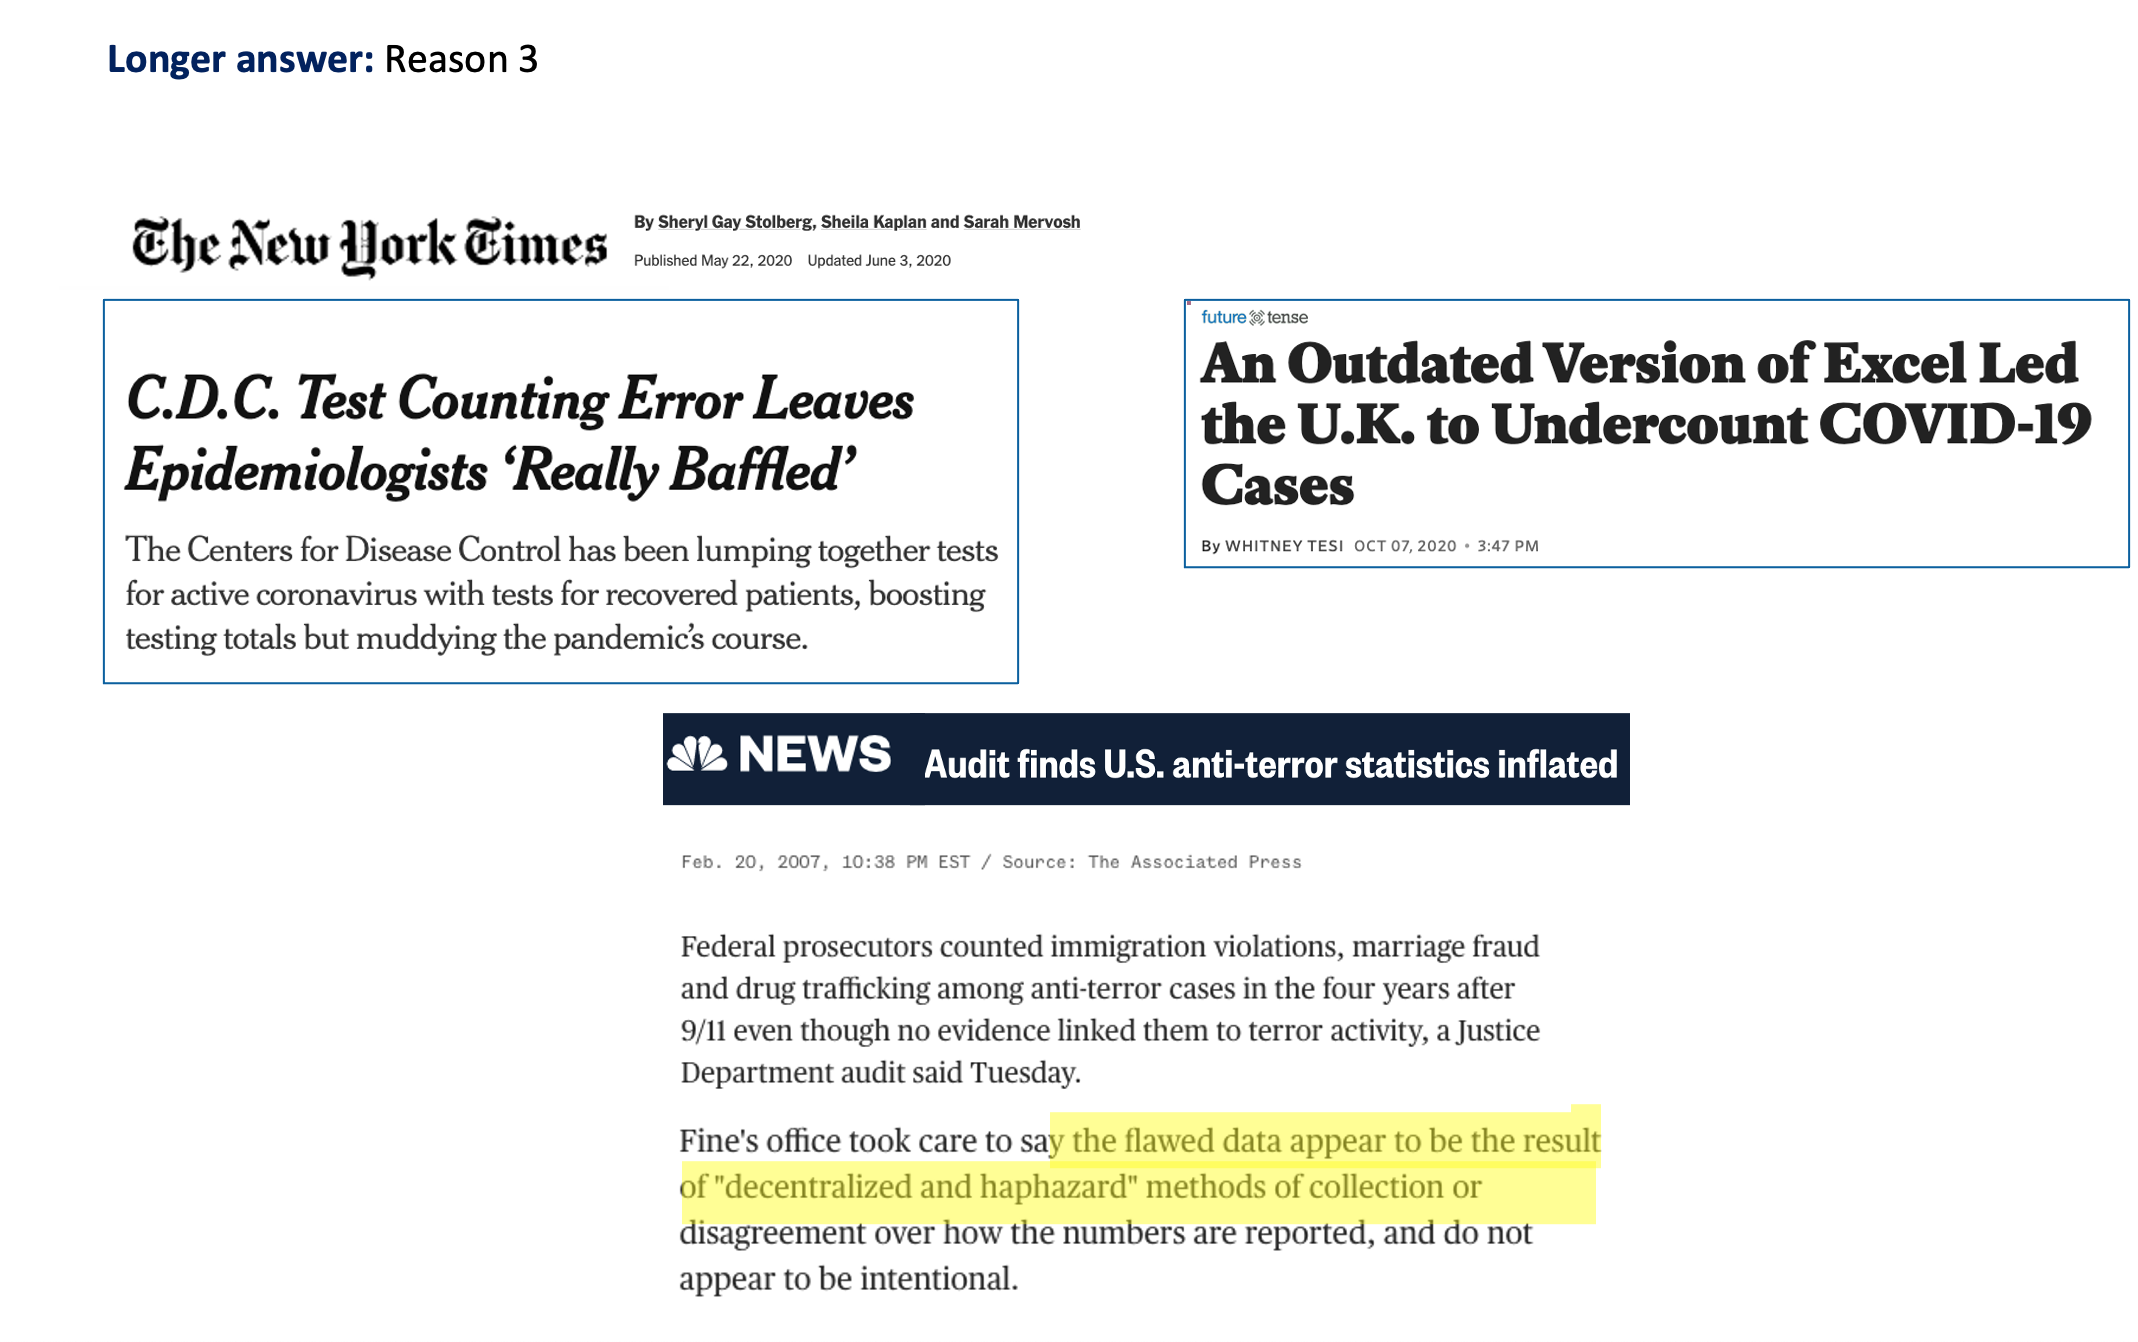 Longer answer: Reason 3
The New York Times
By Sheryl Gay Stolberg, Sheila Kaplan and Sarah Mervosh
Published May 22, 2020 Updated June 3, 2020
C.D.C. Test Counting Error Leaves
Epidemiologists ‘Really Baffled’
The Centers for Disease Control has been lumping together tests
for active coronavirus with tests for recovered patients, boosting
testing totals but muddying the pandemic’s course.
future tense
An Outdated Version of Excel Led
the U.K. to Undercount COVID-19
Cases
By WHITNEY TESI OCT 07, 2020 • 3:47 PM
NEWS Audit finds U.S. anti-terror statistics inflated
Feb. 20, 2007, 10:38 PM EST / Source: The Associated Press
Federal prosecutors counted immigration violations, marriage fraud
and drug trafficking among anti-terror cases in the four years after
9/11 even though no evidence linked them to terror activity, a Justice
Department audit said Tuesday.
Fine's office took care to say the flawed data appear to be the result
of "decentralized and haphazard" methods of collection or
disagreement over how the numbers are reported, and do not
appear to be intentional.